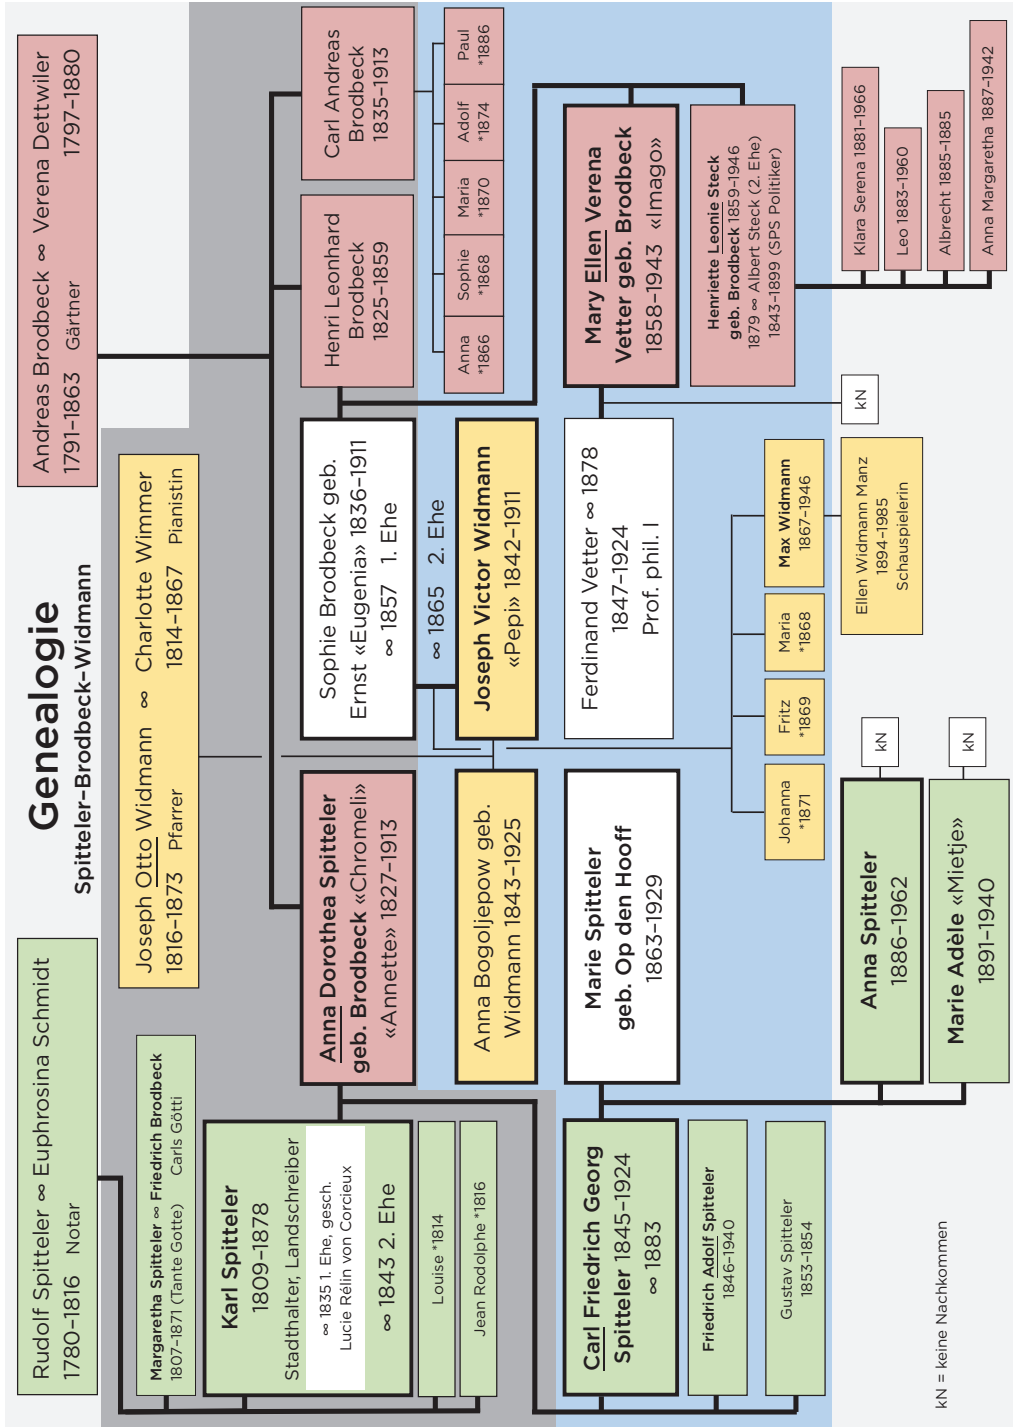 Genealogie
Spitteler–Brodbeck–Widmann
Rudolf Spitteler ∞ Euphrosina Schmidt
1780–1816 Notar
Andreas Brodbeck ∞ Verena Dettwiler
1791–1863 Gärtner 1797–1880
Joseph Otto Widmann ∞ Charlotte Wimmer
1816–1873 Pfarrer 1814–1867 Pianistin
Margaretha Spitteler ∞ Friedrich Brodbeck
1807–1871 (Tante Gotte) Carls Götti
Karl Spitteler
1809–1878
Stadthalter, Landschreiber
∞ 1835 1. Ehe, gesch.
Lucie Rélin von Corcieux
∞ 1843 2. Ehe
Louise *1814
Jean Rodolphe *1816
Anna Dorothea Spitteler
geb. Brodbeck «Chromeli»
«Annette» 1827–1913
Sophie Brodbeck geb.
Ernst «Eugenia» 1836–1911
∞ 1857 1. Ehe
∞ 1865 2. Ehe
Henri Leonhard
Brodbeck
1825–1859
Carl Andreas
Brodbeck
1835–1913
Anna
*1866
Sophie
*1868
Maria
*1870
Adolf
*1874
Paul
*1886
Anna Bogoljepow geb.
Widmann 1843–1925
Joseph Victor Widmann
«Pepi» 1842–1911
Carl Friedrich Georg
Spitteler 1845–1924
∞ 1883
Marie Spitteler
geb. Op den Hooff
1863–1929
Ferdinand Vetter ∞ 1878
1847–1924
Prof. phil. I
Mary Ellen Verena
Vetter geb. Brodbeck
1858–1943 «Imago»
Friedrich Adolf Spitteler
1846–1940
Henriette Leonie Steck
geb. Brodbeck 1859–1946
1879 ∞ Albert Steck (2. Ehe)
1843–1899 (SPS Politiker)
Gustav Spitteler
1853–1854
Johanna
*1871
Fritz
*1869
Maria
*1868
Max Widmann
1867–1946
Anna Spitteler
1886–1962
kN
Ellen Widmann Manz
1894–1985
Schauspielerin
kN
Klara Serena 1881–1966
Leo 1883–1960
Albrecht 1885–1885
Anna Margaretha 1887–1942
Marie Adèle «Mietje»
1891–1940
kN
kN = keine Nachkommen